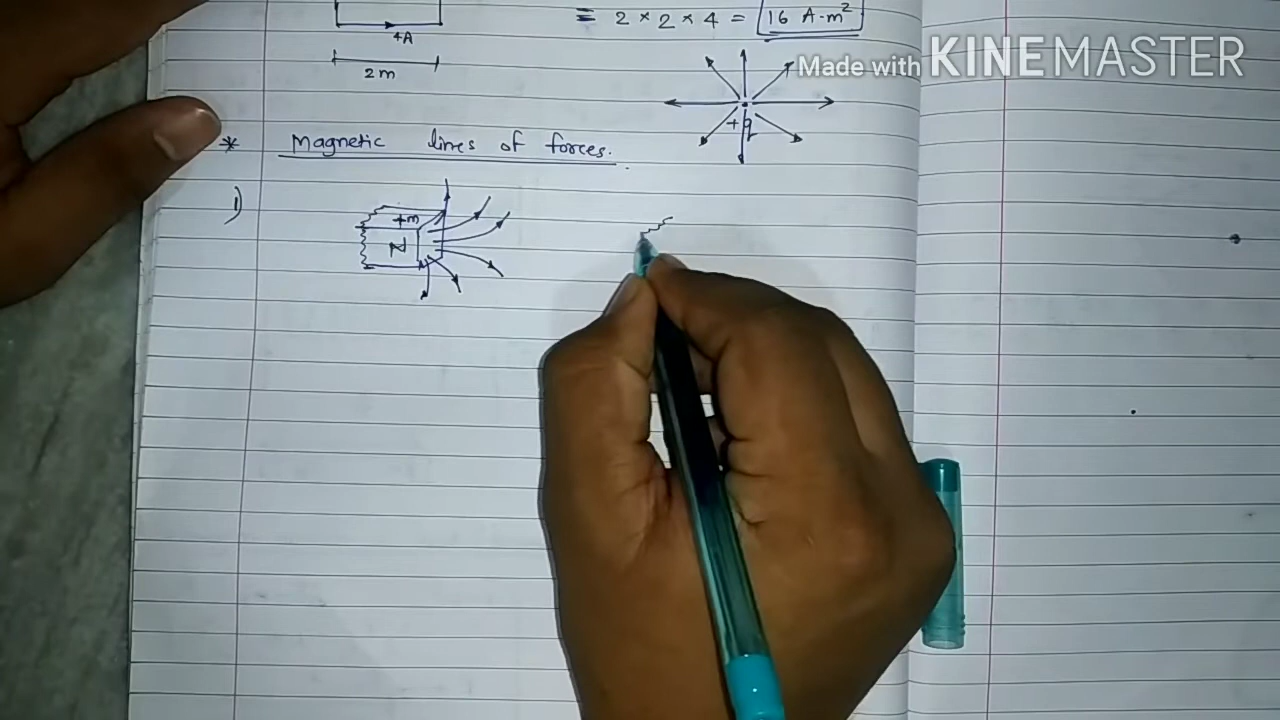 = 2 × 2 × 4 = 16 A·m²
4A
2m
Made with KINEMASTER
+q
* Magnetic lines of forces.
1)
+m
N